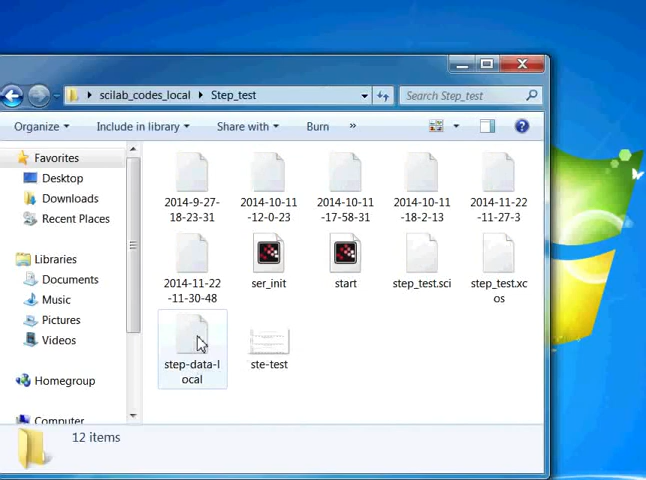 scilab_codes_local
Step_test
Search Step_test
Organize
Include in library
Share with
Burn
»
Favorites
Desktop
Downloads
Recent Places
Libraries
Documents
Music
Pictures
Videos
Homegroup
Computer
2014-9-27-
18-23-31
2014-10-11
-12-0-23
2014-10-11
-17-58-31
2014-10-11
-18-2-13
2014-11-22
-11-27-3
2014-11-22
-11-30-48
ser_init
start
step_test.sci
step_test.xc
os
step-data-l
ocal
ste-test
12 items